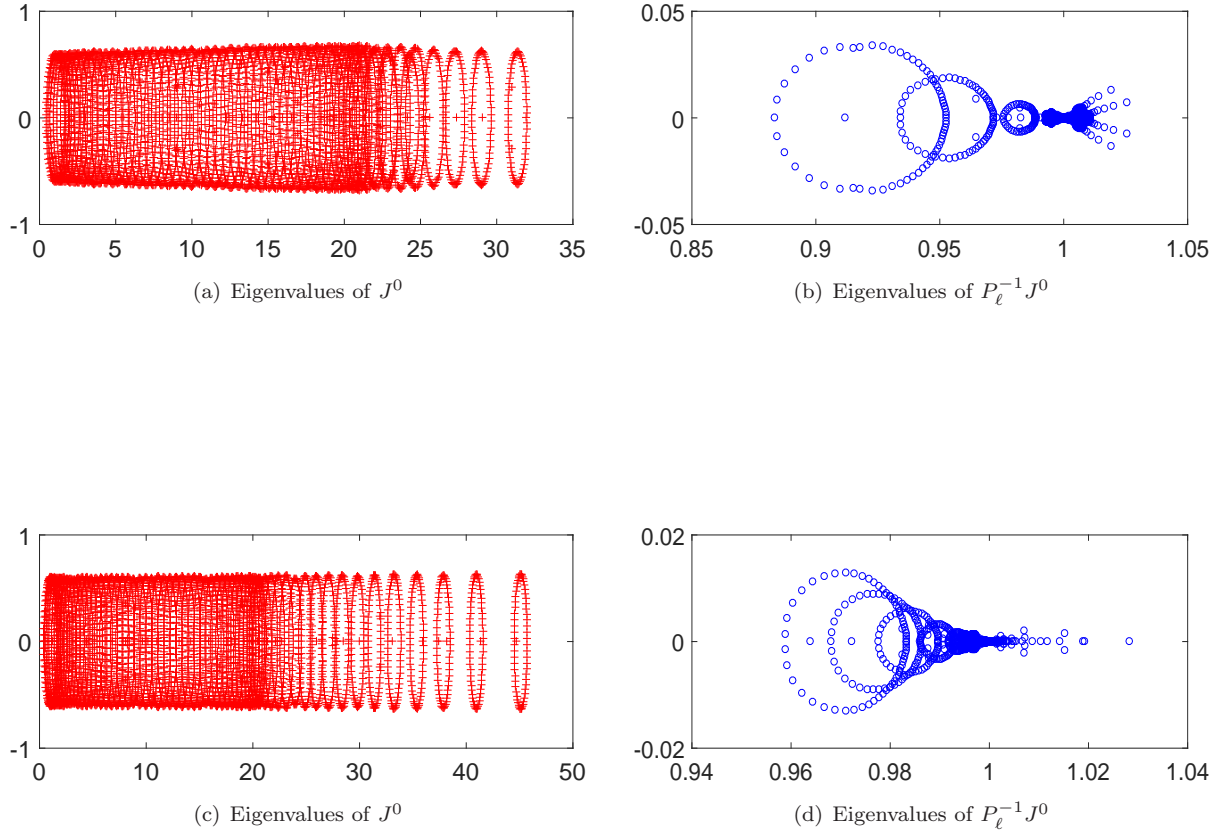 1
0
-1
0 5 10 15 20 25 30 35
(a) Eigenvalues of J^0
0.05
0
-0.05
0.85 0.9 0.95 1 1.05
(b) Eigenvalues of P_ℓ^{-1}J^0
1
0
-1
0 10 20 30 40 50
(c) Eigenvalues of J^0
0.02
0
-0.02
0.94 0.96 0.98 1 1.02 1.04
(d) Eigenvalues of P_ℓ^{-1}J^0